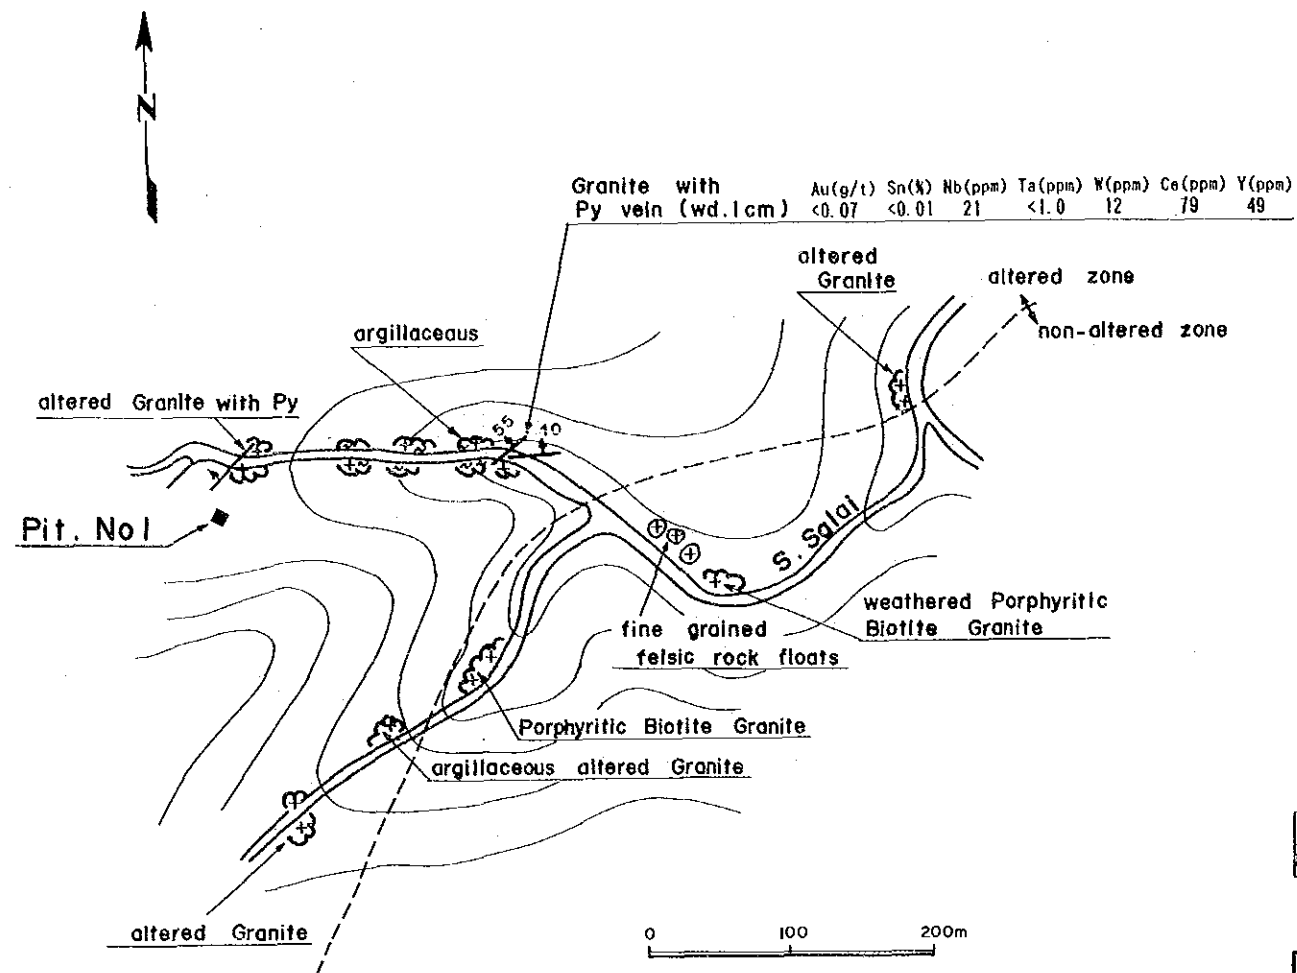 N
Granite with
Py vein (wd.1cm)
Au(g/t) Sn(%) Nb(ppm) Ta(ppm) W(ppm) Ce(ppm) Y(ppm)
<0.07 <0.01 21 <1.0 12 79 49
altered
Granite
altered zone
non-altered zone
argillaceaus
altered Granite with Py
55
40
Pit. No1
S. Salai
weathered Porphyritic
Biotite Granite
fine grained
felsic rock floats
Porphyritic Biotite Granite
argillaceous altered Granite
altered Granite
0 100 200m